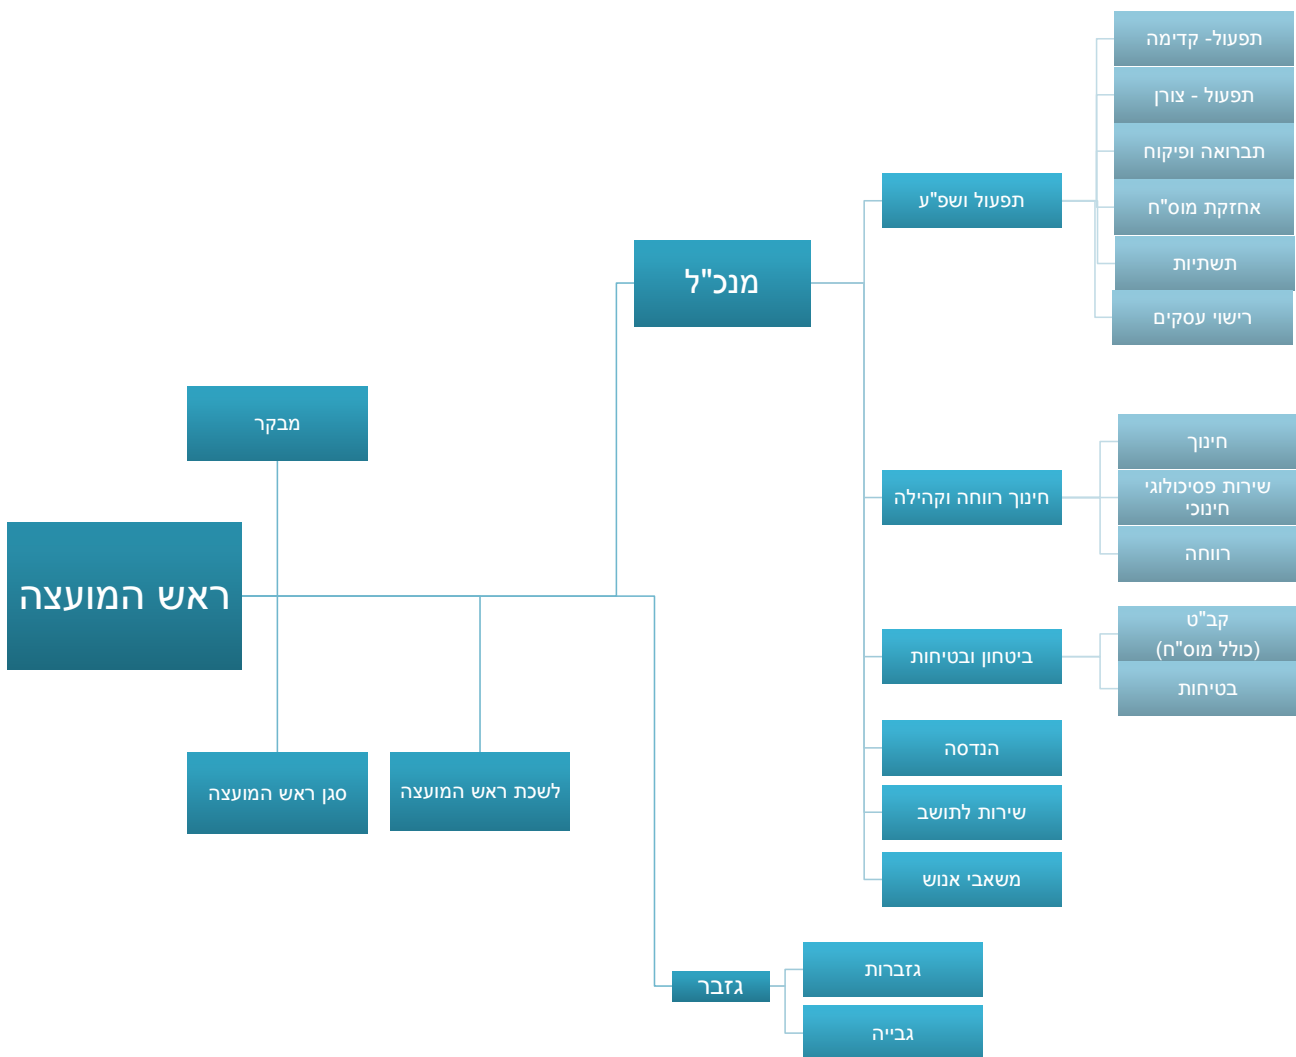 ראש המועצה
מבקר
סגן ראש המועצה
לשכת ראש המועצה
מנכ"ל
תפעול ושפ"ע
תפעול- קדימה
תפעול - צורן
תברואה ופיקוח
אחזקת מוס"ח
תשתיות
רישוי עסקים
חינוך רווחה וקהילה
חינוך
שירות פסיכולוגי
חינוכי
רווחה
ביטחון ובטיחות
קב"ט
(כולל מוס"ח)
בטיחות
הנדסה
שירות לתושב
משאבי אנוש
גזבר
גזברות
גבייה